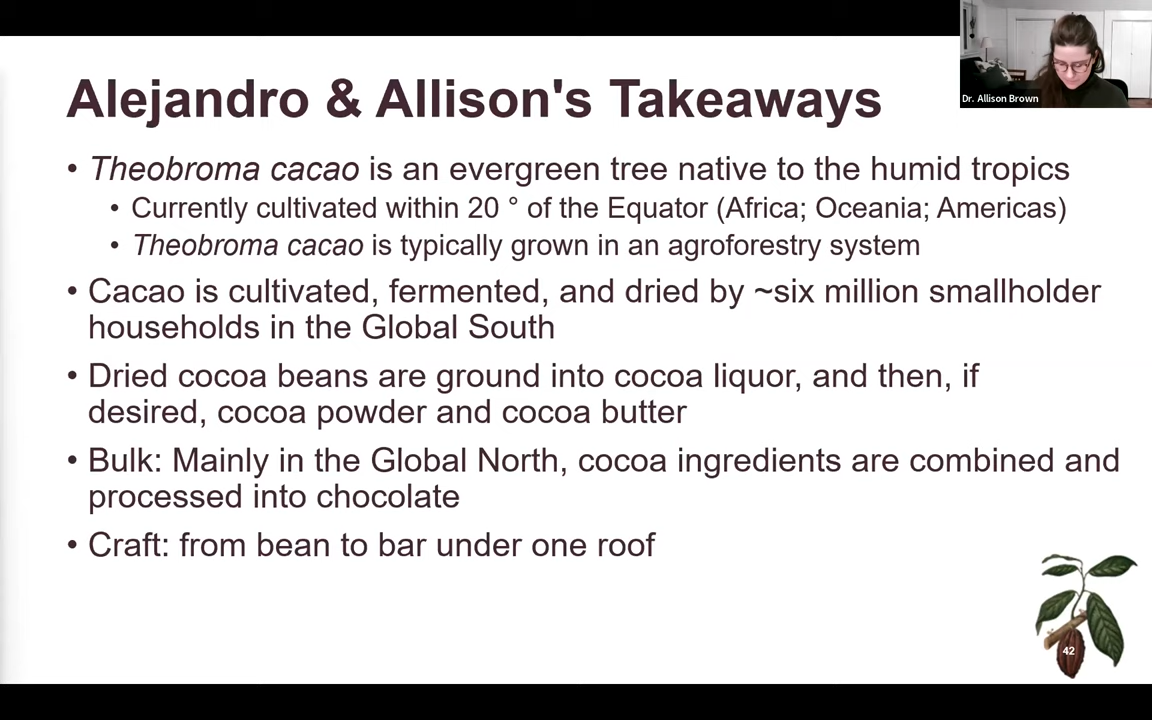 Alejandro & Allison's Takeaways
Dr. Allison Brown
• Theobroma cacao is an evergreen tree native to the humid tropics
• Currently cultivated within 20 ° of the Equator (Africa; Oceania; Americas)
• Theobroma cacao is typically grown in an agroforestry system
• Cacao is cultivated, fermented, and dried by ~six million smallholder
households in the Global South
• Dried cocoa beans are ground into cocoa liquor, and then, if
desired, cocoa powder and cocoa butter
• Bulk: Mainly in the Global North, cocoa ingredients are combined and
processed into chocolate
• Craft: from bean to bar under one roof
42